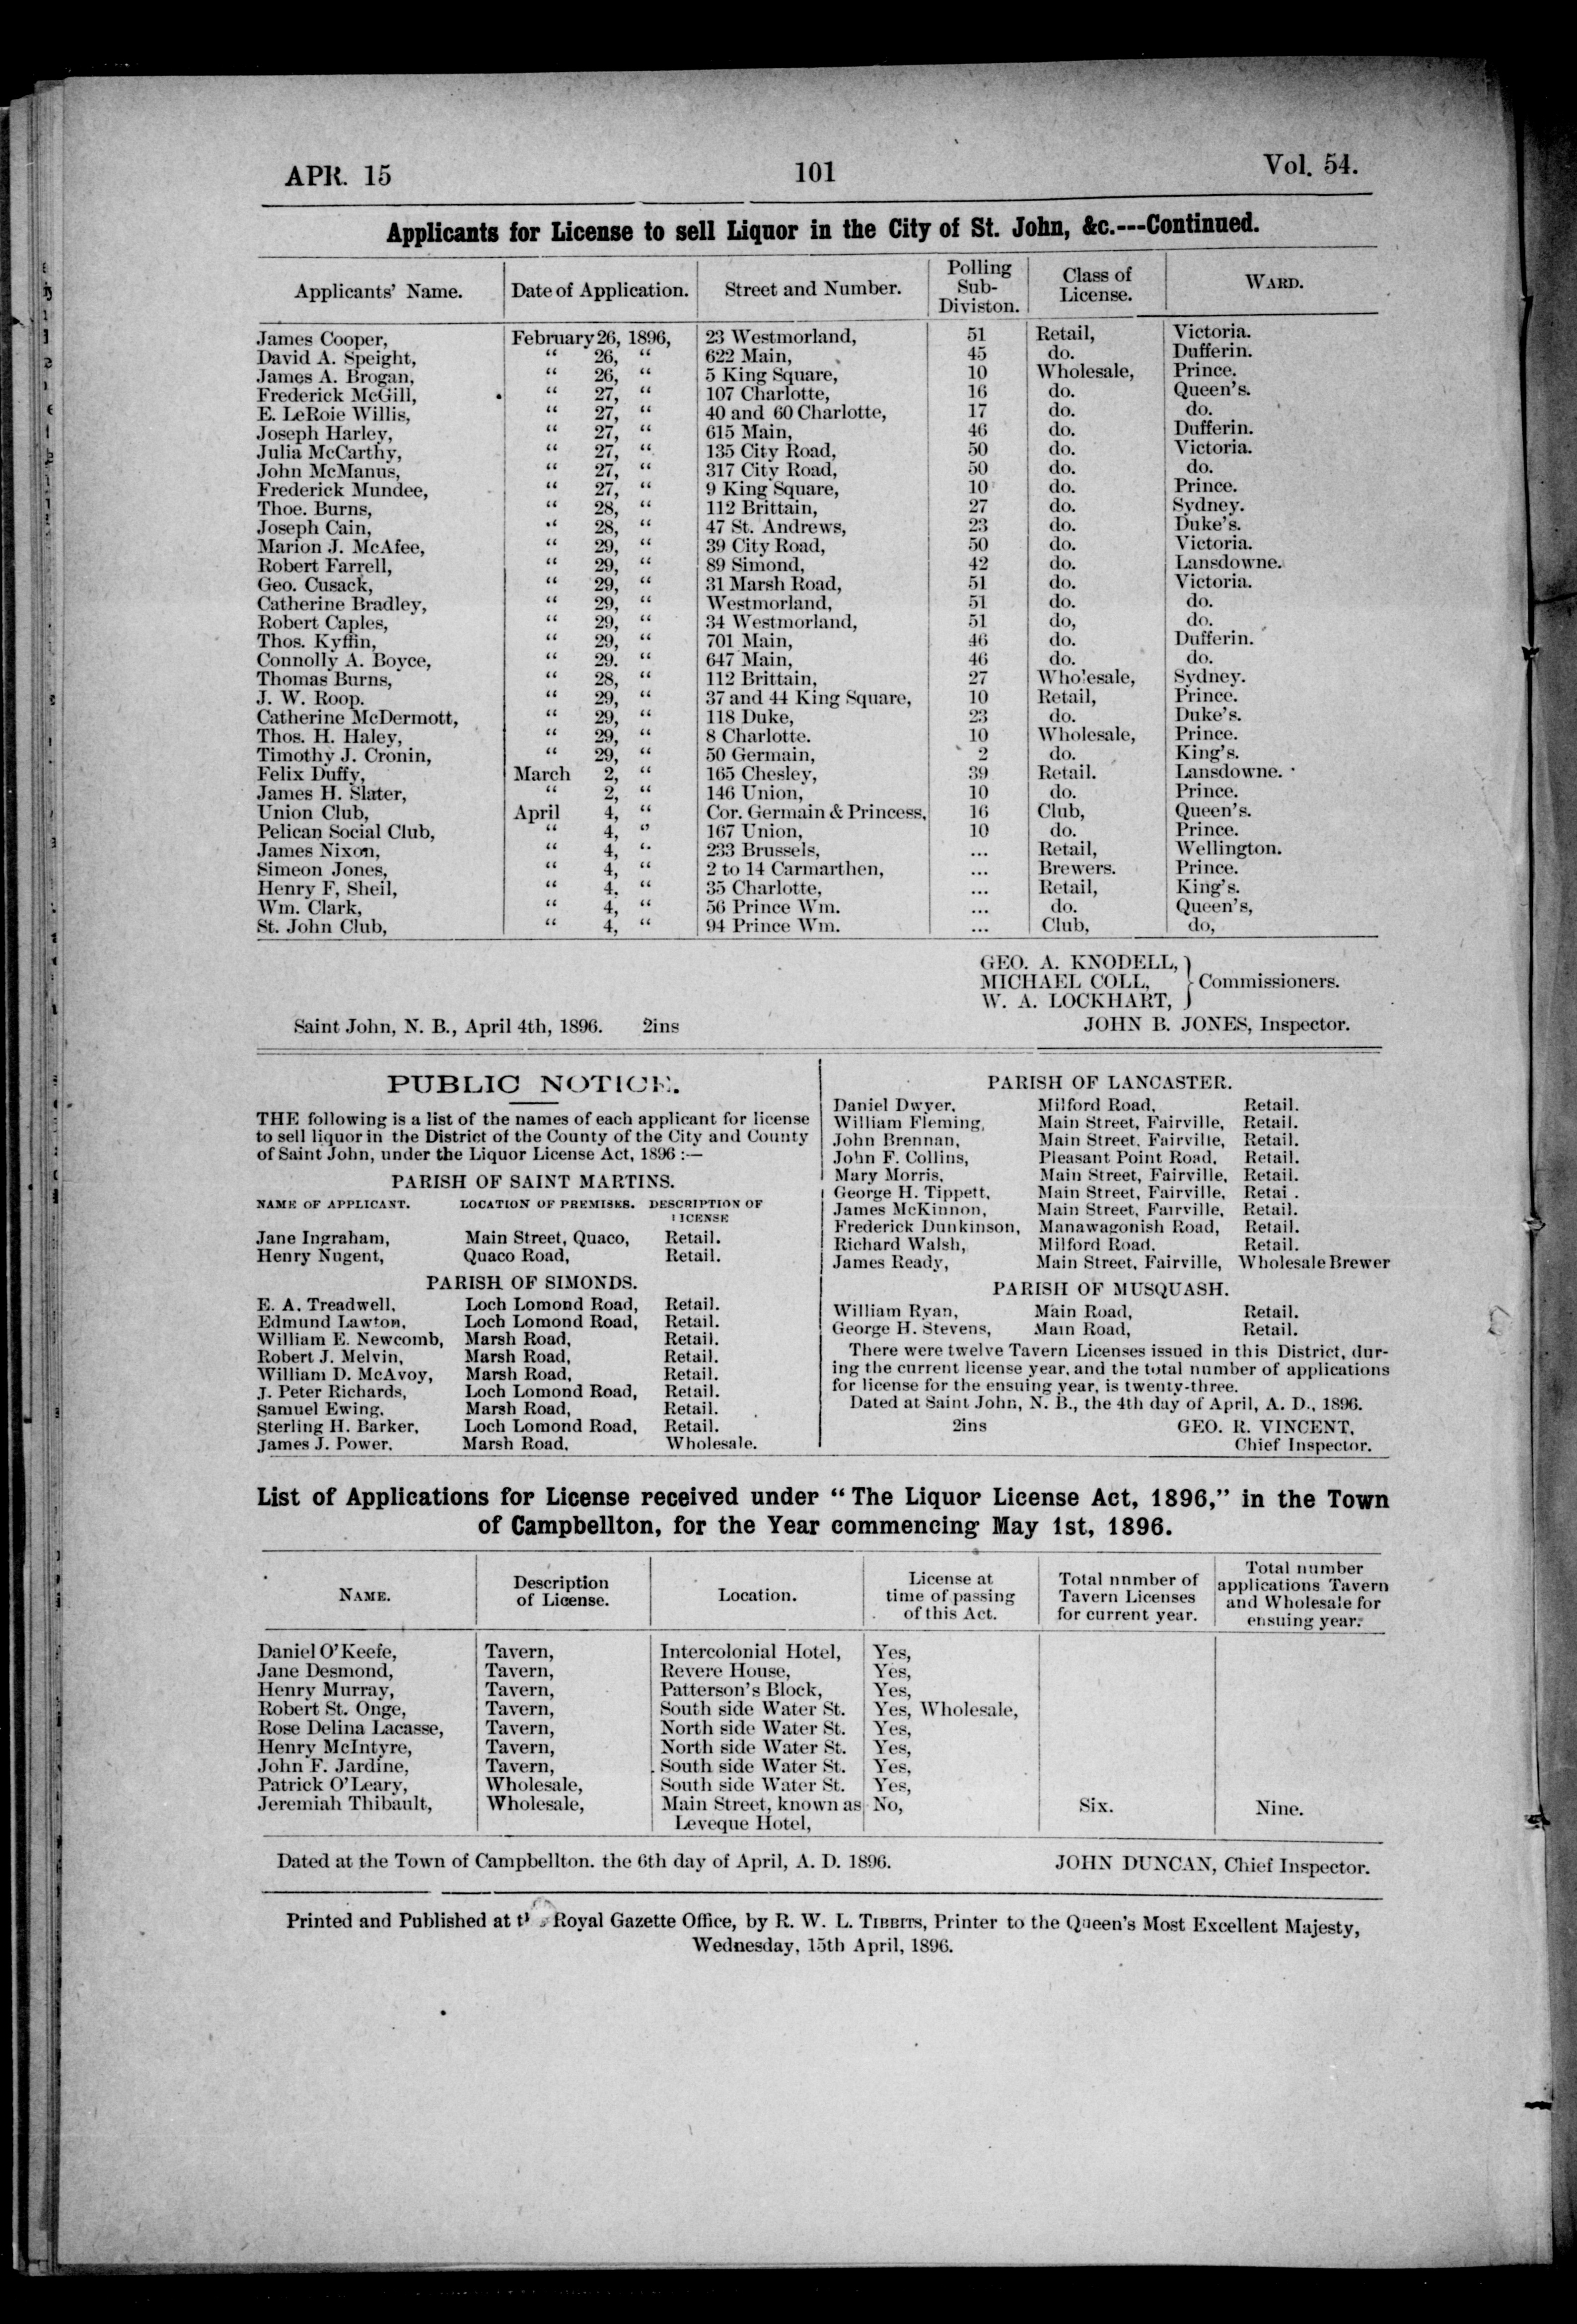 APR. 15 101 Vol. 54.
Applicants for License to sell Liquor in the City of St. John, &c.---Continued.
Applicants' Name. Date of Application. Street and Number. Polling Sub-Diviston. Class of License. WARD.
James Cooper, February 26, 1896, 23 Westmorland, 51 Retail, Victoria.
David A. Speight, “ 26, “ 622 Main, 45 do. Dufferin.
James A. Brogan, “ 26, “ 5 King Square, 10 Wholesale, Prince.
Frederick McGill, “ 27, “ 107 Charlotte, 16 do. Queen's.
E. LeRoie Willis, “ 27, “ 40 and 60 Charlotte, 17 do. do.
Joseph Harley, “ 27, “ 615 Main, 46 do. Dufferin.
Julia McCarthy, “ 27, “ 135 City Road, 50 do. Victoria.
John McManus, “ 27, “ 317 City Road, 50 do. do.
Frederick Mundee, “ 27, “ 9 King Square, 10 do. Prince.
Thoe. Burns, “ 28, “ 112 Brittain, 27 do. Sydney.
Joseph Cain, “ 28, “ 47 St. Andrews, 23 do. Duke's.
Marion J. McAfee, “ 29, “ 39 City Road, 50 do. Victoria.
Robert Farrell, “ 29, “ 89 Simond, 42 do. Lansdowne.
Geo. Cusack, “ 29, “ 31 Marsh Road, 51 do. Victoria.
Catherine Bradley, “ 29, “ Westmorland, 51 do. do.
Robert Caples, “ 29, “ 34 Westmorland, 51 do, do.
Thos. Kyffin, “ 29, “ 701 Main, 46 do. Dufferin.
Connolly A. Boyce, “ 29. “ 647 Main, 46 do. do.
Thomas Burns, “ 28, “ 112 Brittain, 27 Wholesale, Sydney.
J. W. Roop. “ 29, “ 37 and 44 King Square, 10 Retail, Prince.
Catherine McDermott, “ 29, “ 118 Duke, 23 do. Duke's.
Thos. H. Haley, “ 29, “ 8 Charlotte. 10 Wholesale, Prince.
Timothy J. Cronin, “ 29, “ 50 Germain, 2 do. King's.
Felix Duffy, March 2, “ 165 Chesley, 39 Retail. Lansdowne.
James H. Slater, “ 2, “ 146 Union, 10 do. Prince.
Union Club, April 4, “ Cor. Germain & Princess, 16 Club, Queen's.
Pelican Social Club, “ 4, “ 167 Union, 10 do. Prince.
James Nixon, “ 4, “ 233 Brussels, ... Retail, Wellington.
Simeon Jones, “ 4, “ 2 to 14 Carmarthen, ... Brewers. Prince.
Henry F, Sheil, “ 4. “ 35 Charlotte, ... Retail, King's.
Wm. Clark, “ 4, “ 56 Prince Wm. ... do. Queen's,
St. John Club, “ 4, “ 94 Prince Wm. ... Club, do,
GEO. A. KNODELL,
MICHAEL COLL, Commissioners.
W. A. LOCKHART,
Saint John, N. B., April 4th, 1896. 2ins JOHN B. JONES, Inspector.
PUBLIC NOTICE.
THE following is a list of the names of each applicant for license
to sell liquor in the District of the County of the City and County
of Saint John, under the Liquor License Act, 1896 :—
PARISH OF SAINT MARTINS.
NAME OF APPLICANT. LOCATION OF PREMISES. DESCRIPTION OF
LICENSE
Jane Ingraham, Main Street, Quaco, Retail.
Henry Nugent, Quaco Road, Retail.
PARISH OF SIMONDS.
E. A. Treadwell, Loch Lomond Road, Retail.
Edmund Lawton, Loch Lomond Road, Retail.
William E. Newcomb, Marsh Road, Retail.
Robert J. Melvin, Marsh Road, Retail.
William D. McAvoy, Marsh Road, Retail.
J. Peter Richards, Loch Lomond Road, Retail.
Samuel Ewing, Marsh Road, Retail.
Sterling H. Barker, Loch Lomond Road, Retail.
James J. Power, Marsh Road, Wholesale.
PARISH OF LANCASTER.
Daniel Dwyer, Milford Road, Retail.
William Fleming, Main Street, Fairville, Retail.
John Brennan, Main Street, Fairville, Retail.
John F. Collins, Pleasant Point Road, Retail.
Mary Morris, Main Street, Fairville, Retail.
George H. Tippett, Main Street, Fairville, Retai .
James McKinnon, Main Street, Fairville, Retail.
Frederick Dunkinson, Manawagonish Road, Retail.
Richard Walsh, Milford Road. Retail.
James Ready, Main Street, Fairville, Wholesale Brewer
PARISH OF MUSQUASH.
William Ryan, Main Road, Retail.
George H. Stevens, Main Road, Retail.
There were twelve Tavern Licenses issued in this District, dur-
ing the current license year, and the total number of applications
for license for the ensuing year, is twenty-three.
Dated at Saint John, N. B., the 4th day of April, A. D., 1896.
2ins GEO. R. VINCENT,
Chief Inspector.
List of Applications for License received under “The Liquor License Act, 1896,” in the Town
of Campbellton, for the Year commencing May 1st, 1896.
NAME. Description of License. Location. License at time of passing of this Act. Total nnmber of Tavern Licenses for current year. Total number applications Tavern and Wholesale for ensuing year.
Daniel O'Keefe, Tavern, Intercolonial Hotel, Yes,
Jane Desmond, Tavern, Revere House, Yes,
Henry Murray, Tavern, Patterson's Block, Yes,
Robert St. Onge, Tavern, South side Water St. Yes, Wholesale,
Rose Delina Lacasse, Tavern, North side Water St. Yes,
Henry McIntyre, Tavern, North side Water St. Yes,
John F. Jardine, Tavern, South side Water St. Yes,
Patrick O'Leary, Wholesale, South side Water St. Yes,
Jeremiah Thibault, Wholesale, Main Street, known as No, Six. Nine.
Leveque Hotel,
Dated at the Town of Campbellton. the 6th day of April, A. D. 1896. JOHN DUNCAN, Chief Inspector.
Printed and Published at the Royal Gazette Office, by R. W. L. TIBBITS, Printer to the Queen's Most Excellent Majesty,
Wednesday, 15th April, 1896.